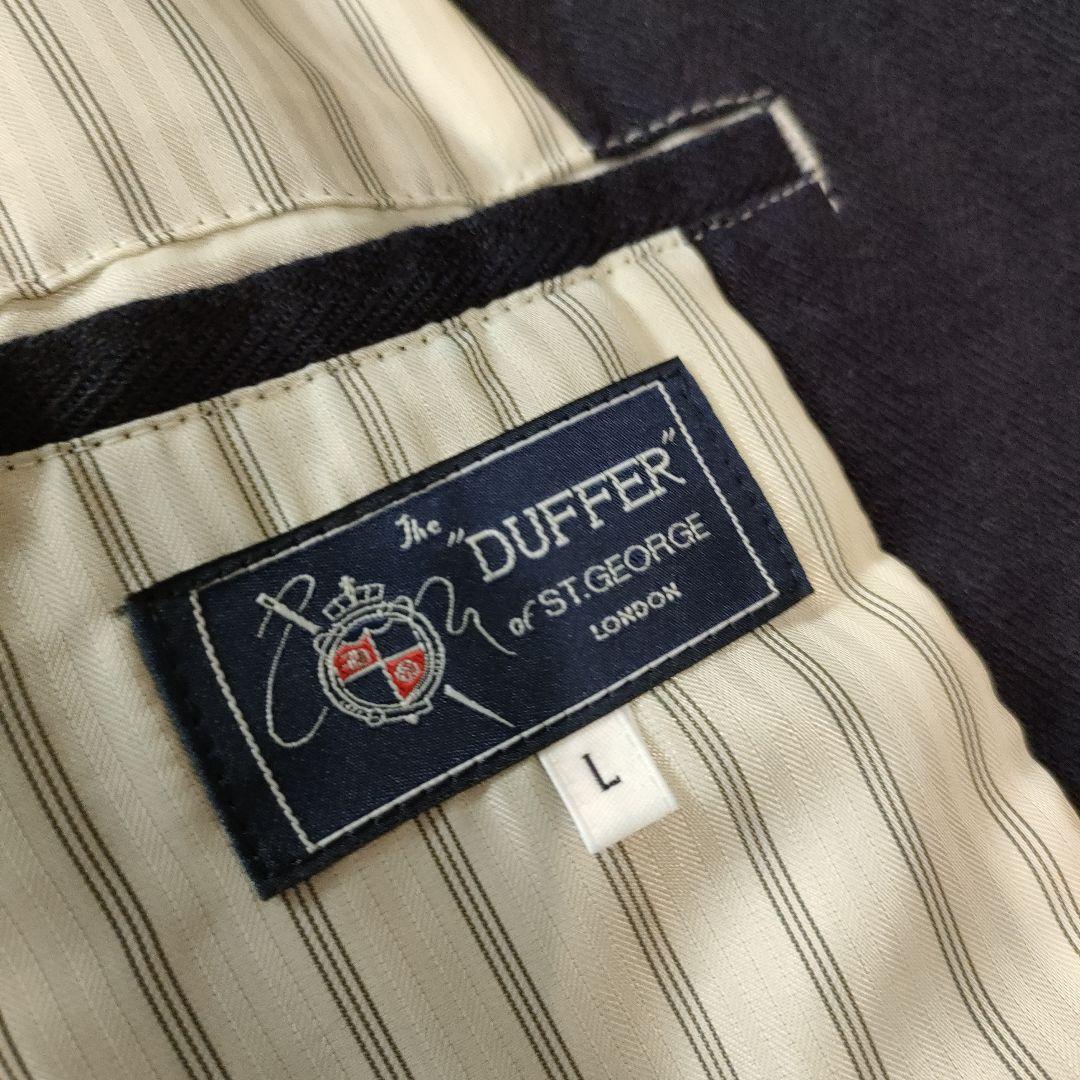 The "DUFFER"
of ST.GEORGE
LONDON
L